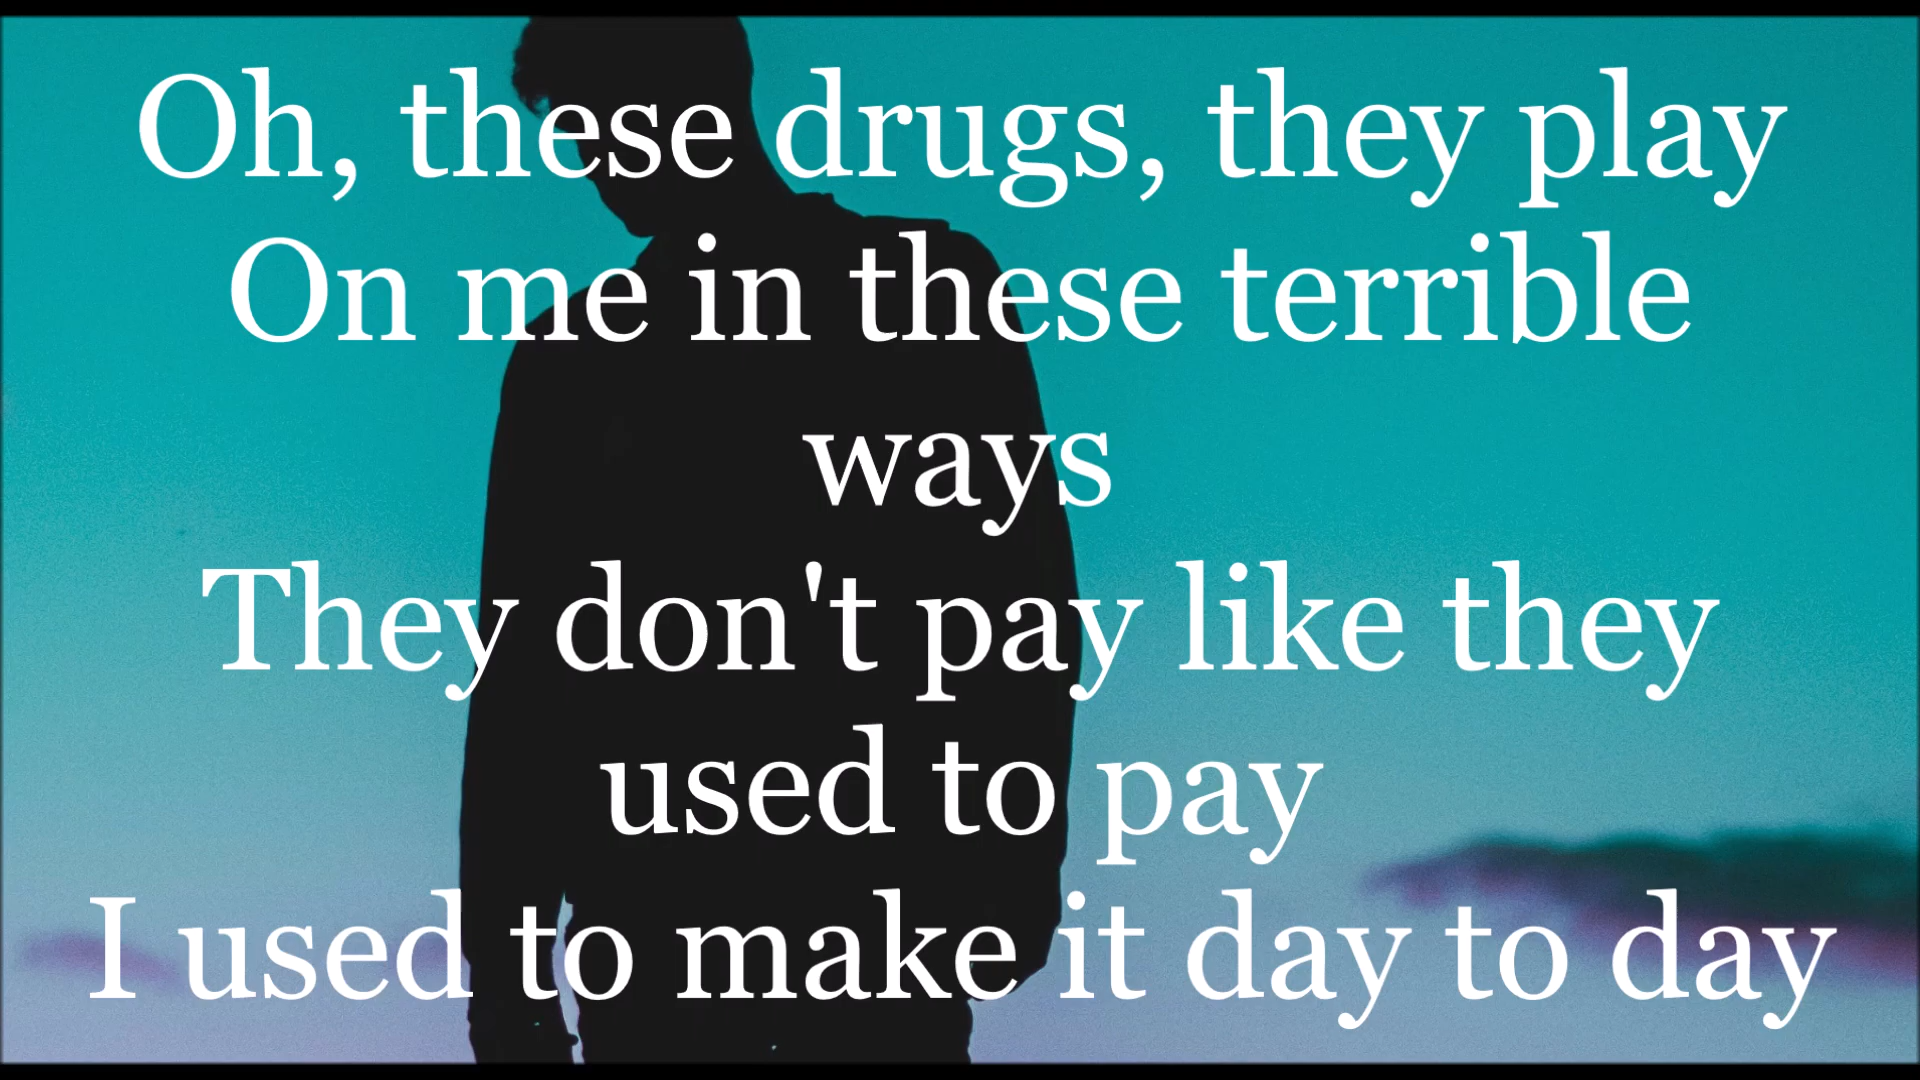 Oh, these drugs, they play
On me in these terrible
ways
They don't pay like they
used to pay
I used to make it day to day